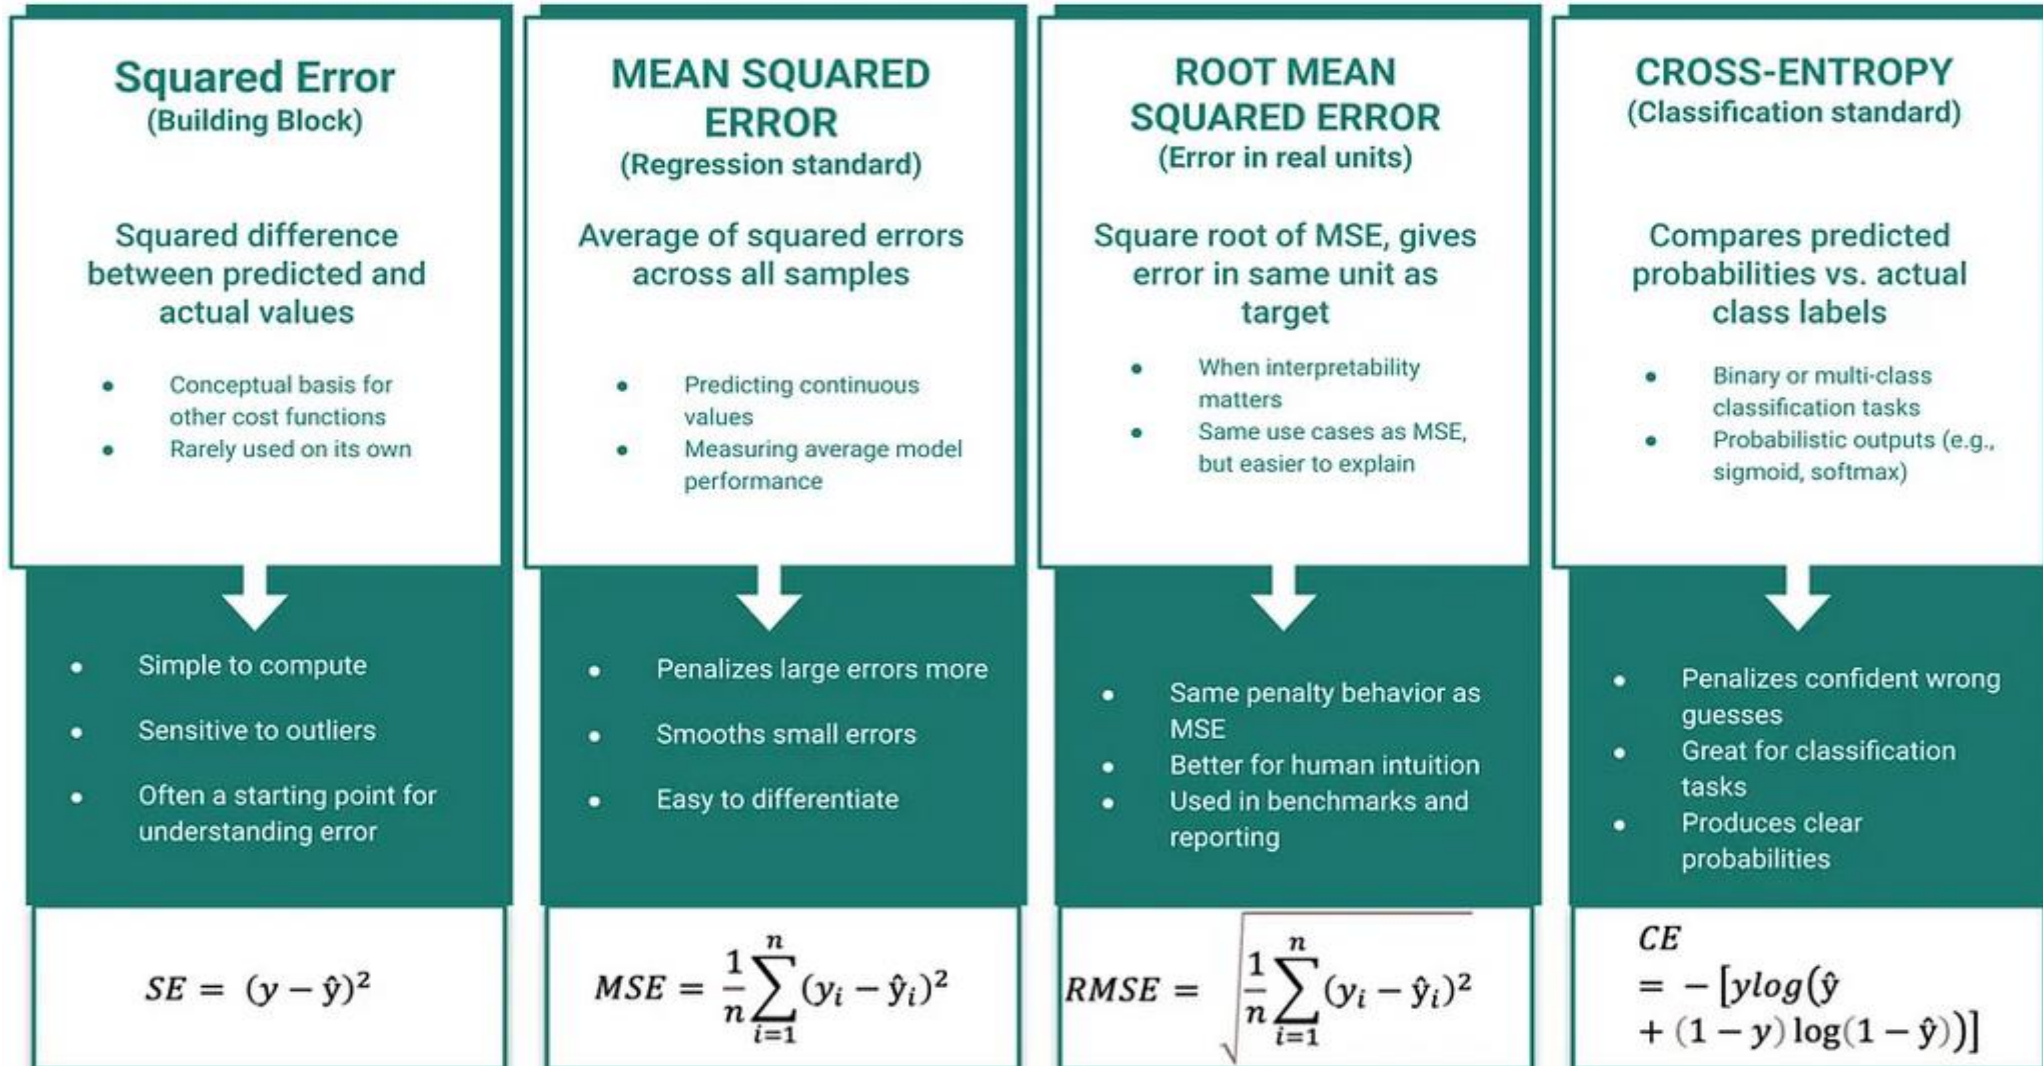 Squared Error
(Building Block)
Squared difference
between predicted and
actual values
• Conceptual basis for
other cost functions
• Rarely used on its own
• Simple to compute
• Sensitive to outliers
• Often a starting point for
understanding error
SE = (y − ŷ)²
MEAN SQUARED
ERROR
(Regression standard)
Average of squared errors
across all samples
• Predicting continuous
values
• Measuring average model
performance
• Penalizes large errors more
• Smooths small errors
• Easy to differentiate
MSE = 1/n ∑ᵢ₌₁ⁿ (yᵢ − ŷᵢ)²
ROOT MEAN
SQUARED ERROR
(Error in real units)
Square root of MSE, gives
error in same unit as
target
• When interpretability
matters
• Same use cases as MSE,
but easier to explain
• Same penalty behavior as
MSE
• Better for human intuition
• Used in benchmarks and
reporting
RMSE = √(1/n ∑ᵢ₌₁ⁿ (yᵢ − ŷᵢ)²)
CROSS-ENTROPY
(Classification standard)
Compares predicted
probabilities vs. actual
class labels
• Binary or multi-class
classification tasks
• Probabilistic outputs (e.g.,
sigmoid, softmax)
• Penalizes confident wrong
guesses
• Great for classification
tasks
• Produces clear
probabilities
CE
= −[ylog(ŷ
+ (1 − y) log(1 − ŷ))]